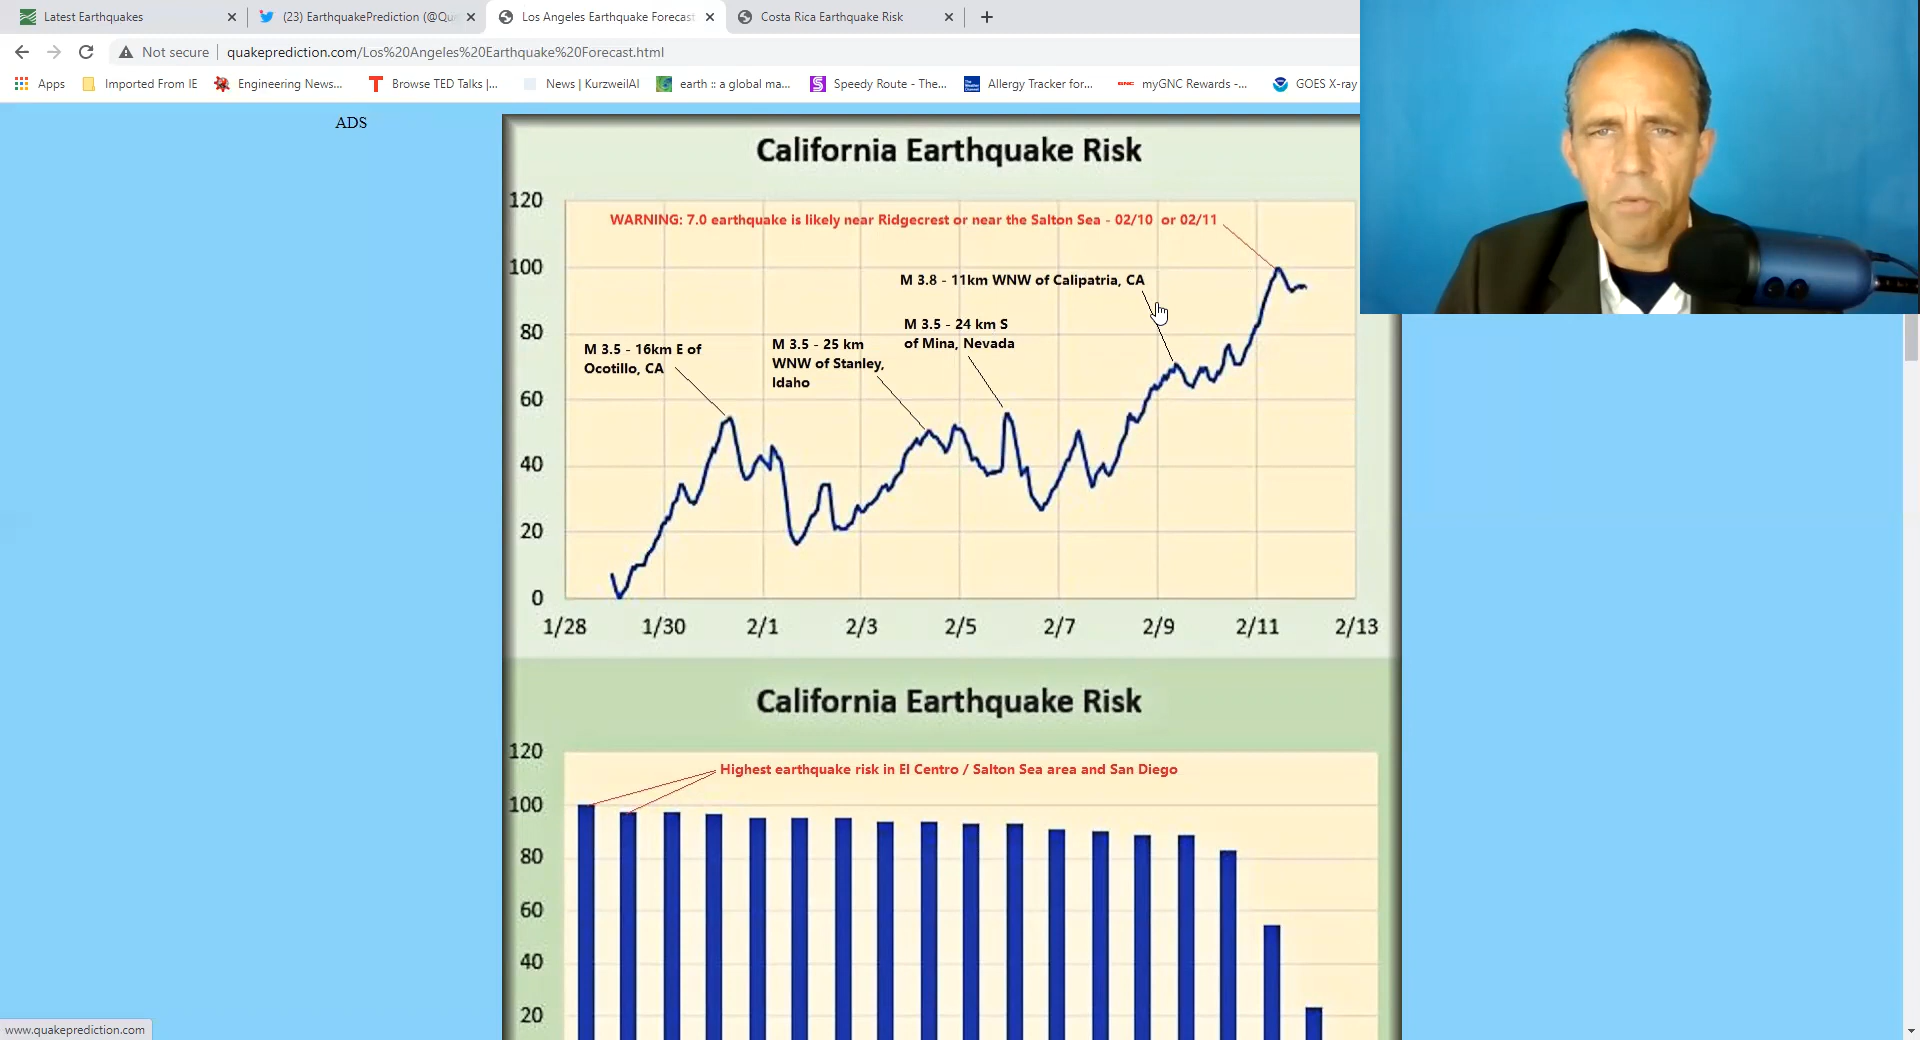 Latest Earthquakes
(23) EarthquakePrediction (@Qu
Los Angeles Earthquake Forecast
Costa Rica Earthquake Risk
Not secure
quakeprediction.com/Los%20Angeles%20Earthquake%20Forecast.html
Apps
Imported From IE
Engineering News...
T
Browse TED Talks |...
News | KurzweilAI
earth :: a global ma...
Speedy Route - The...
Allergy Tracker for...
GNC
myGNC Rewards -...
GOES X-ray
ADS
California Earthquake Risk
120
WARNING: 7.0 earthquake is likely near Ridgecrest or near the Salton Sea - 02/10 or 02/11
100
M 3.8 - 11km WNW of Calipatria, CA
80
M 3.5 - 24 km S
of Mina, Nevada
M 3.5 - 16km E of
Ocotillo, CA
M 3.5 - 25 km
WNW of Stanley,
Idaho
60
40
20
0
1/28 1/30 2/1 2/3 2/5 2/7 2/9 2/11 2/13
California Earthquake Risk
120
Highest earthquake risk in El Centro / Salton Sea area and San Diego
100
80
60
40
20
www.quakeprediction.com